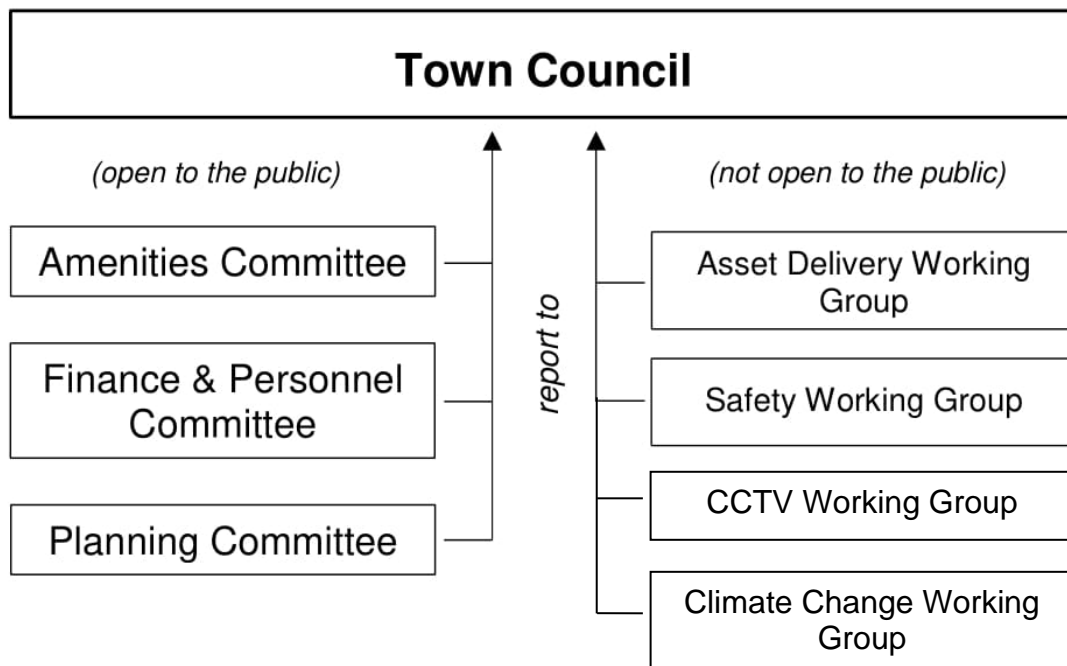 Town Council
(open to the public)
(not open to the public)
Amenities Committee
Finance & Personnel
Committee
Planning Committee
report to
Asset Delivery Working
Group
Safety Working Group
CCTV Working Group
Climate Change Working
Group